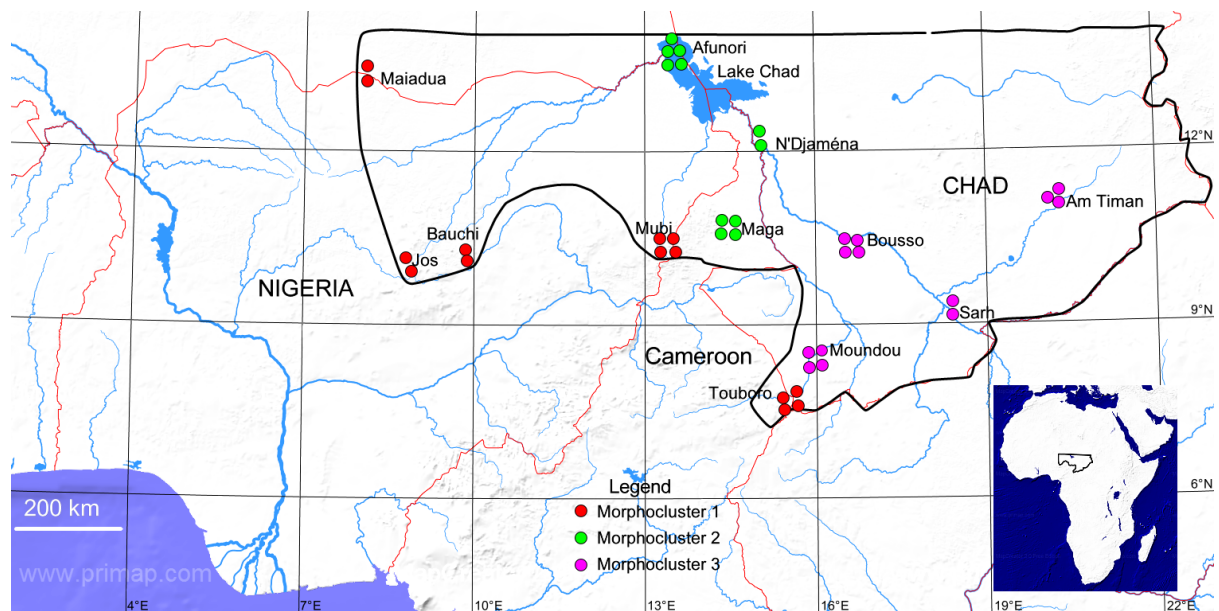 Afunori
Lake Chad
Maiadua
N'Djaména
12°N
CHAD
Am Timan
Bauchi
Mubi
Maga
Bousso
Jos
NIGERIA
Sarh
9°N
Cameroon
Moundou
Touboro
Legend
6°N
200 km
Morphocluster 1
Morphocluster 2
Morphocluster 3
www.primap.com
4°E
7°E
10°E
13°E
16°E
19°E
22°E